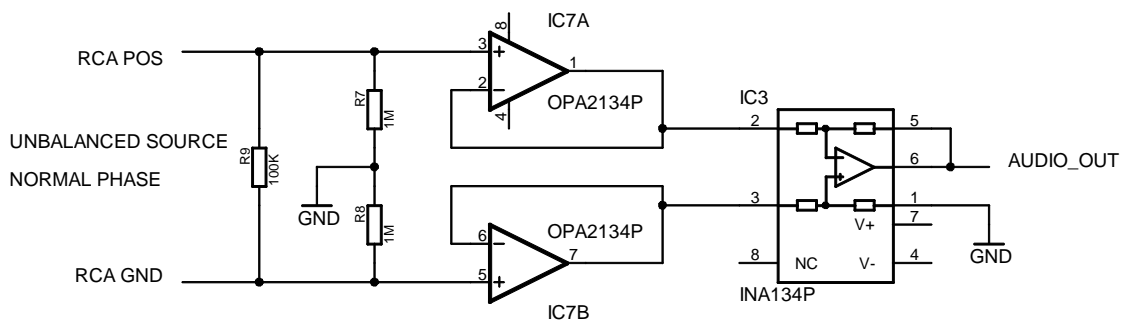 IC7A
8
RCA POS
3
+
1
2
-
R7
1M
4
OPA2134P
IC3
2
5
UNBALANCED SOURCE
R9
100K
-
+
6
AUDIO_OUT
NORMAL PHASE
GND
R8
1M
3
1
6
-
OPA2134P
V+
7
7
GND
8
NC
V-
4
RCA GND
5
+
IC7B
INA134P